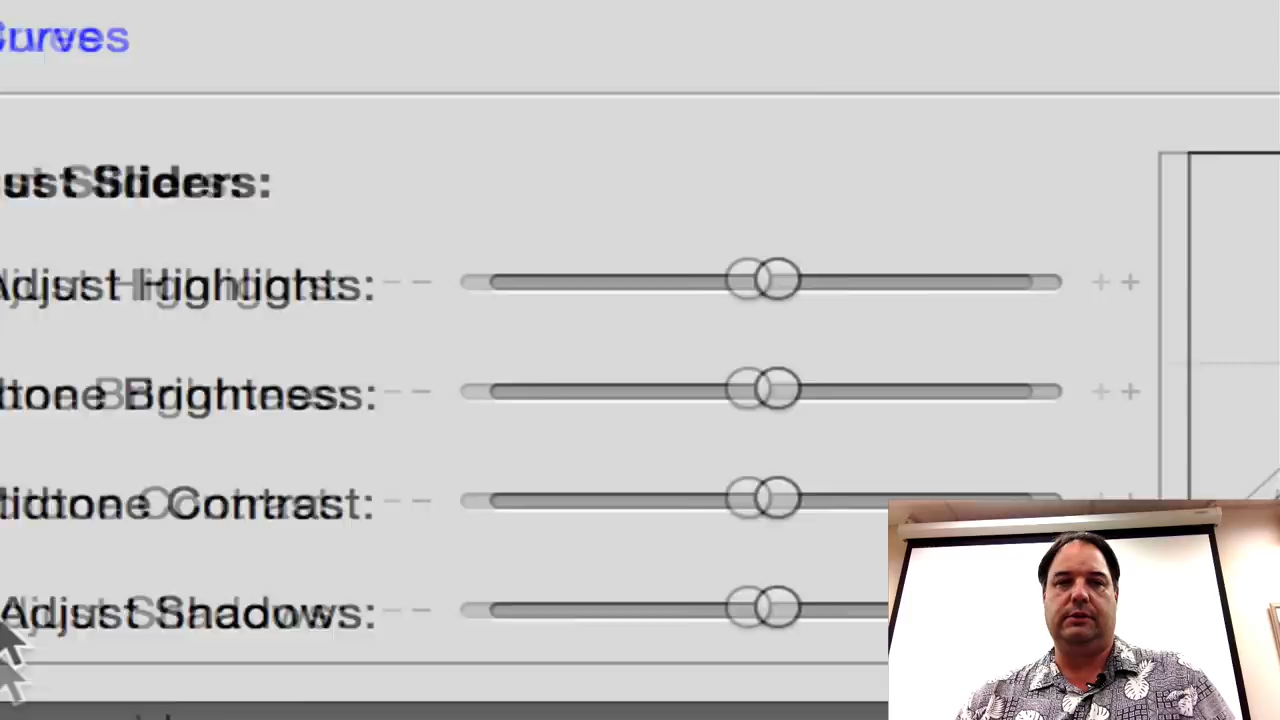 Curves
ust Sliders:
Adjust Highlights: - +
tone Brightness: - +
idtone Contrast: -
Adjust Shadows: -